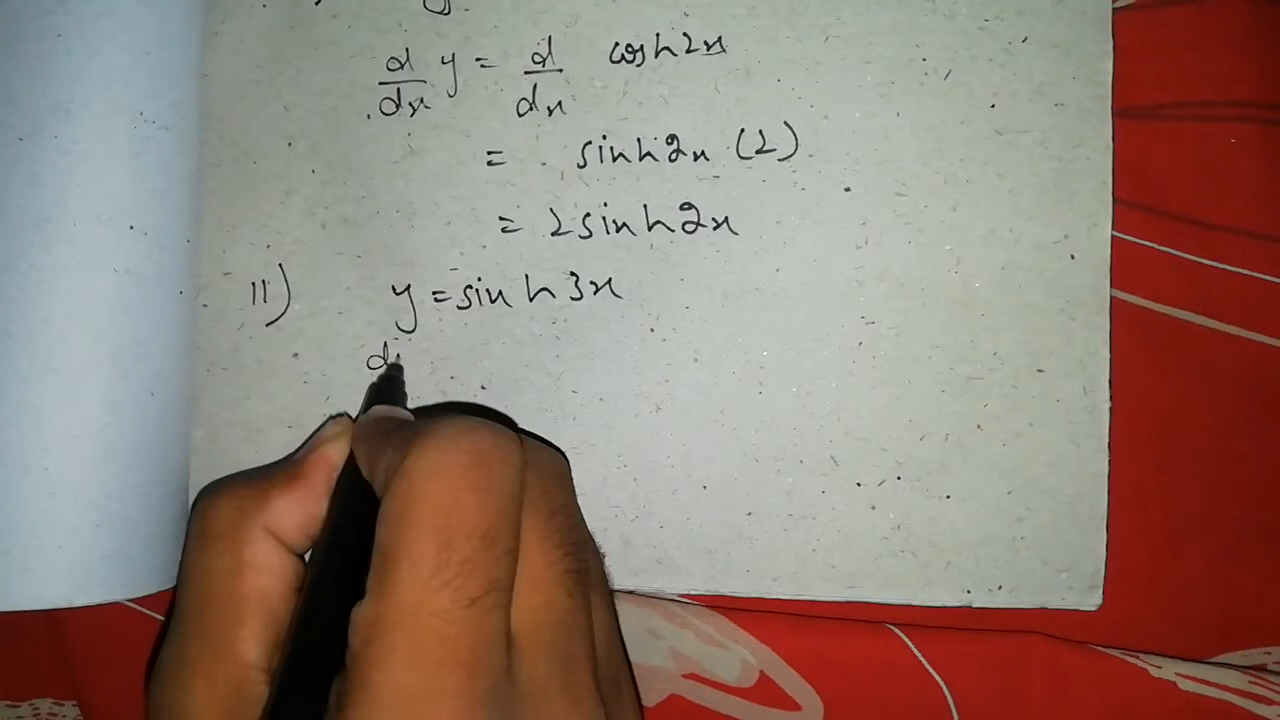 d/dx y = d/dx cosh2x
= sinh2x (2)
= 2sinh2x
11) y = sinh3x
d